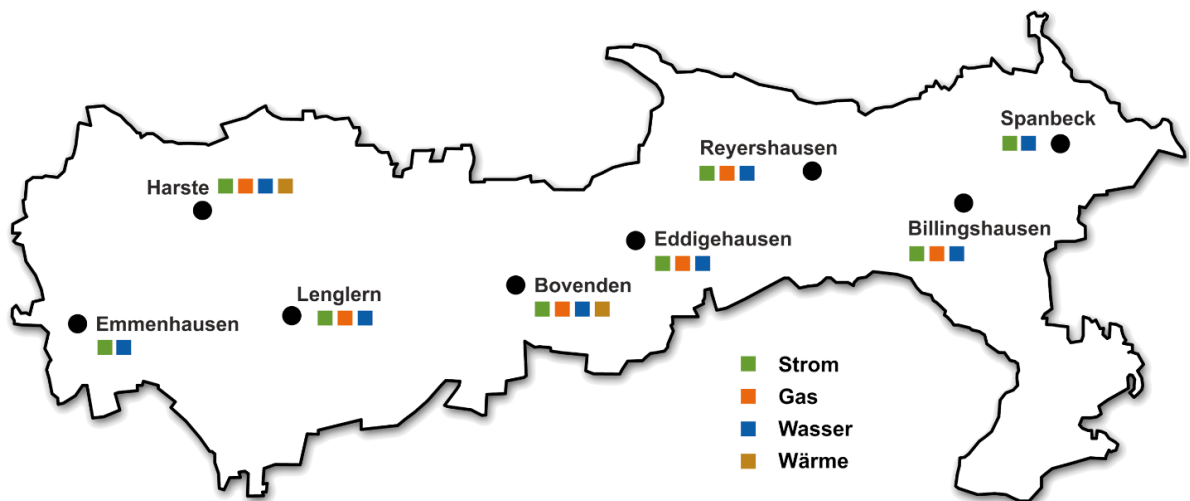 Spanbeck
Reyershausen
Harste
Billingshausen
Eddigehausen
Bovenden
Lenglern
Emmenhausen
Strom
Gas
Wasser
Wärme